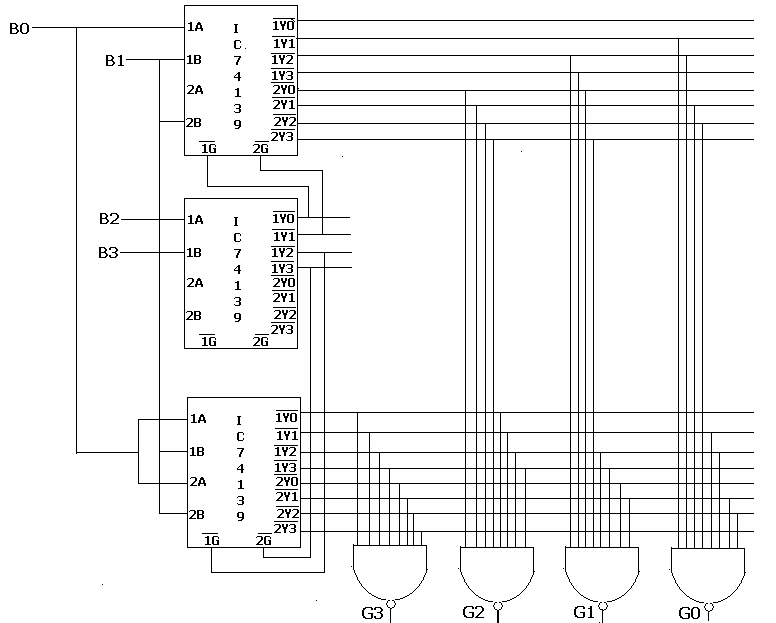 B0
1A I 1Y0
C. 1Y1
B1 1B 7 1Y2
4 1Y3
2A 1 2Y0
3 2Y1
2B 9 2Y2
2Y3
1G 2G
B2 1A I 1Y0
C 1Y1
B3 1B 7 1Y2
4 1Y3
2A 1 2Y0
3 2Y1
2B 9 2Y2
2Y3
1G 2G
1A I 1Y0
C 1Y1
1B 7 1Y2
4 1Y3
2A 1 2Y0
3 2Y1
2B 9 2Y2
2Y3
1G 2G
G3 G2 G1 G0